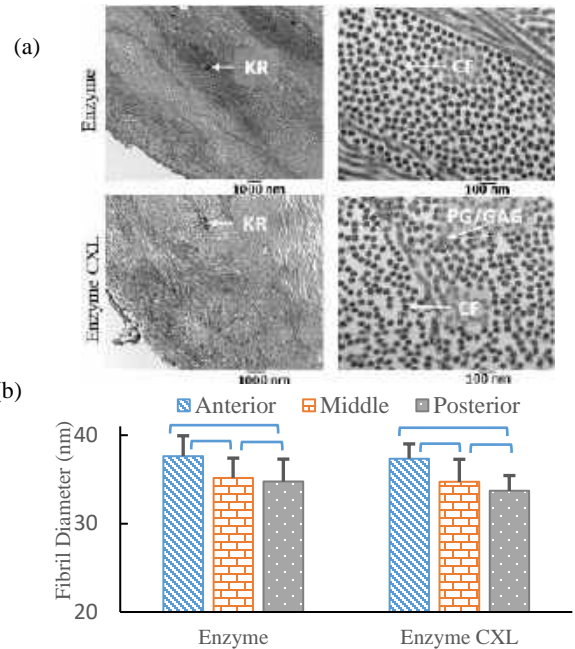 (a)
Enzyme
KR
CF
1000 nm
100 nm
Enzyme CXL
KR
PG/GAG
CF
1000 nm
100 nm
(b)
Anterior
Middle
Posterior
Fibril Diameter (nm)
40
33
20
Enzyme
Enzyme CXL